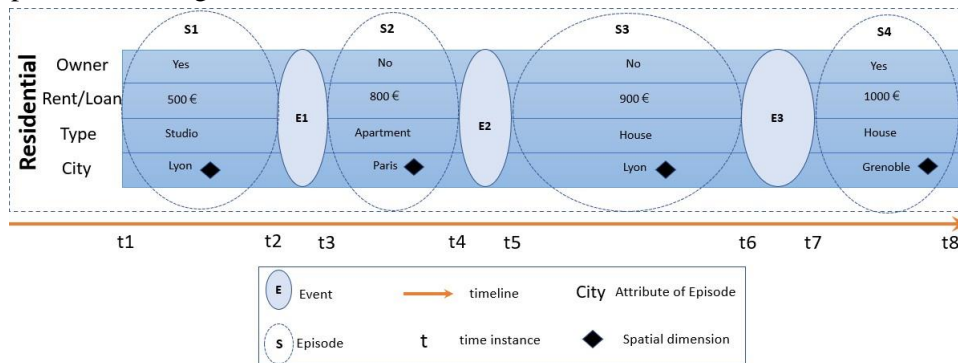 S1 S2 S3 S4
Residential
Owner Yes No No Yes
Rent/Loan 500 € 800 € 900 € 1000 €
E1 E2 E3
Type Studio Apartment House House
City Lyon Paris Lyon Grenoble
t1 t2 t3 t4 t5 t6 t7 t8
E Event timeline City Attribute of Episode
S Episode t time instance Spatial dimension